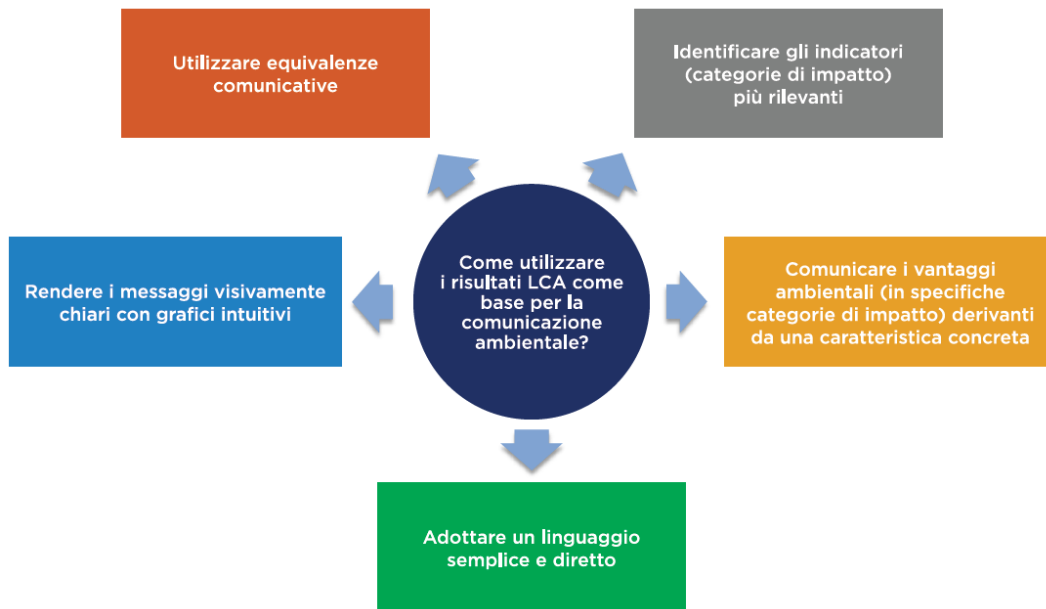 Utilizzare equivalenze
comunicative
Identificare gli indicatori
(categorie di impatto)
più rilevanti
Rendere i messaggi visivamente
chiari con grafici intuitivi
Come utilizzare
i risultati LCA come
base per la
comunicazione
ambientale?
Comunicare i vantaggi
ambientali (in specifiche
categorie di impatto) derivanti
da una caratteristica concreta
Adottare un linguaggio
semplice e diretto